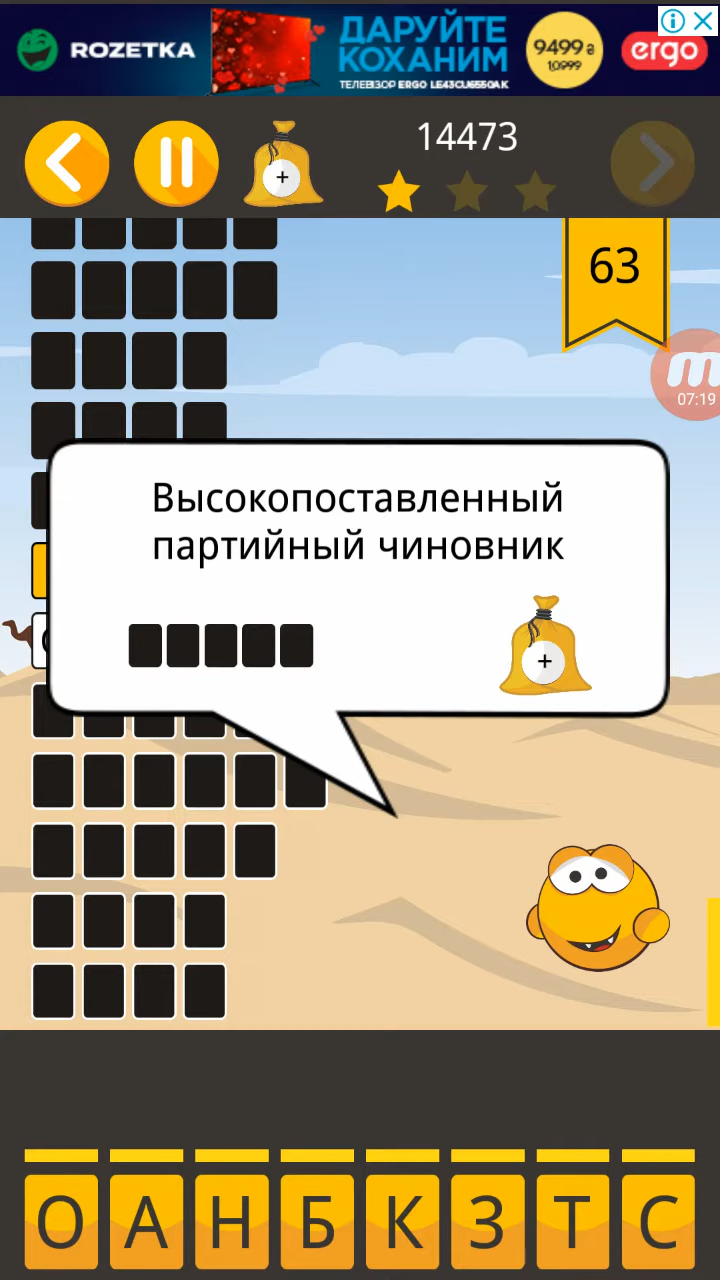 ROZETKA
ДАРУЙТЕ
КОХАНИМ
ТЕЛЕВІЗОР ERGO LE43CU6550AK
9499₴
10999
ergo
14473
63
07:19
Высокопоставленный
партийный чиновник
О А Н Б К З Т С